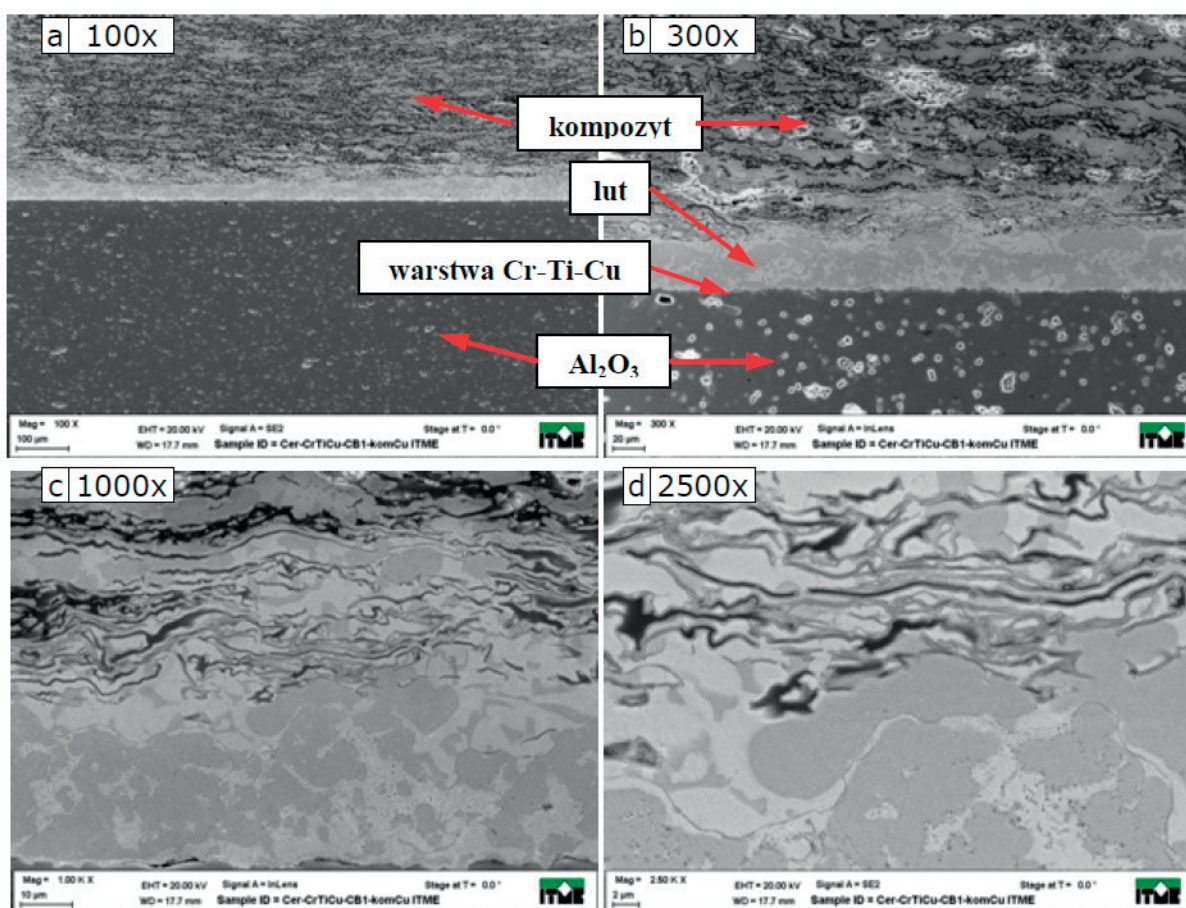 a 100x
b 300x
kompozyt
lut
warstwa Cr-Ti-Cu
Al₂O₃
Mag = 100 X
100 µm
EHT = 20.00 kV
WD = 17.7 mm
Signal A = SE2
Stage at T = 0.0 °
Sample ID = Cer-CrTiCu-CB1-komCu ITME
ITME
Mag = 300 X
20 µm
EHT = 20.00 kV
WD = 17.7 mm
Signal A = InLens
Stage at T = 0.0 °
Sample ID = Cer-CrTiCu-CB1-komCu ITME
ITME
c 1000x
d 2500x
Mag = 1.00 K X
10 µm
EHT = 20.00 kV
WD = 17.7 mm
Signal A = InLens
Stage at T = 0.0 °
Sample ID = Cer-CrTiCu-CB1-komCu ITME
ITME
Mag = 2.50 K X
2 µm
EHT = 20.00 kV
WD = 17.7 mm
Signal A = SE2
Stage at T = 0.0 °
Sample ID = Cer-CrTiCu-CB1-komCu ITME
ITME